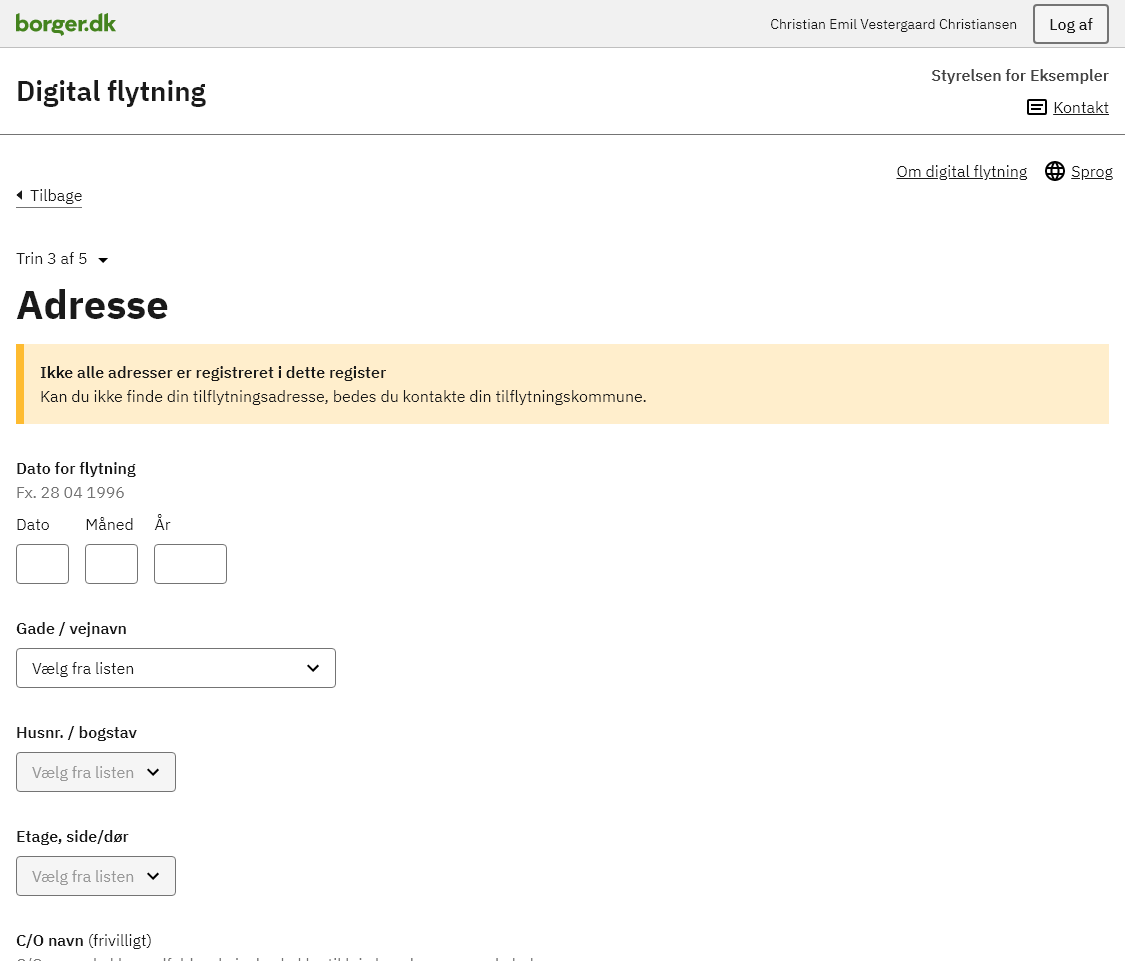 borger.dk
Christian Emil Vestergaard Christiansen
Log af
Digital flytning
Styrelsen for Eksempler
Kontakt
Om digital flytning
Sprog
Tilbage
Trin 3 af 5
Adresse
Ikke alle adresser er registreret i dette register
Kan du ikke finde din tilflytningsadresse, bedes du kontakte din tilflytningskommune.
Dato for flytning
Fx. 28 04 1996
Dato Måned År
Gade / vejnavn
Vælg fra listen
Husnr. / bogstav
Vælg fra listen
Etage, side/dør
Vælg fra listen
C/O navn (frivilligt)